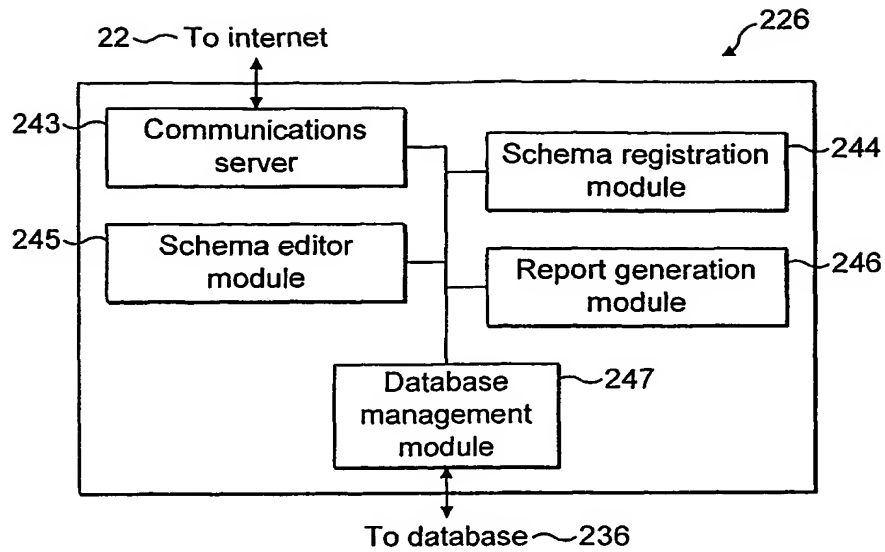 22 To internet
226
243
Communications
server
Schema registration
module
244
245
Schema editor
module
Report generation
module
246
Database
management
module
247
To database 236